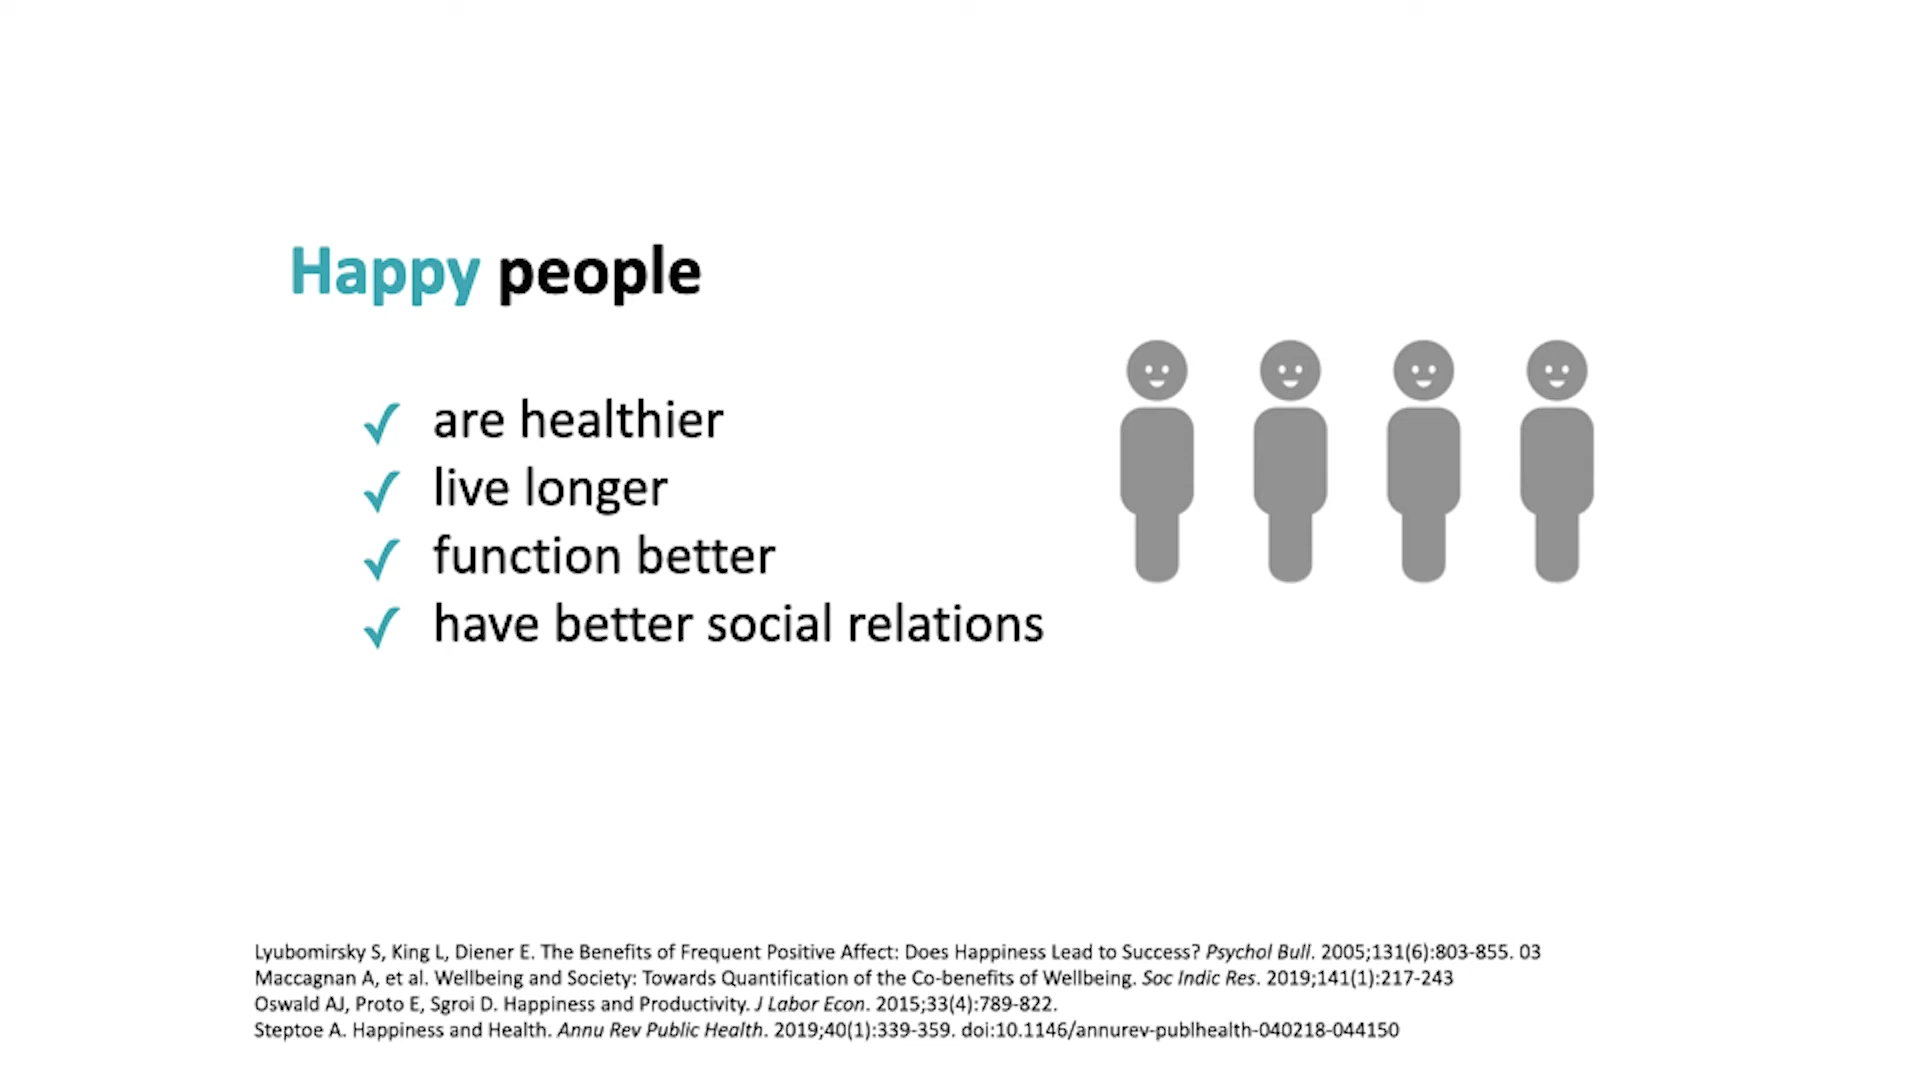 Happy people
✓ are healthier
✓ live longer
✓ function better
✓ have better social relations
Lyubomirsky S, King L, Diener E. The Benefits of Frequent Positive Affect: Does Happiness Lead to Success? Psychol Bull. 2005;131(6):803-855. 03
Maccagnan A, et al. Wellbeing and Society: Towards Quantification of the Co-benefits of Wellbeing. Soc Indic Res. 2019;141(1):217-243
Oswald AJ, Proto E, Sgroi D. Happiness and Productivity. J Labor Econ. 2015;33(4):789-822.
Steptoe A. Happiness and Health. Annu Rev Public Health. 2019;40(1):339-359. doi:10.1146/annurev-publhealth-040218-044150